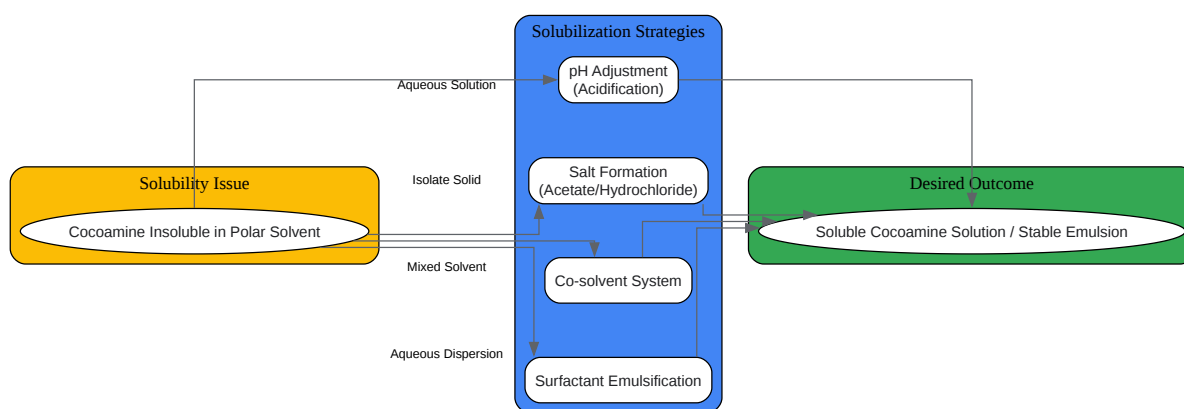 Solubilization Strategies
pH Adjustment
(Acidification)
Aqueous Solution
Solubility Issue
Cocoamine Insoluble in Polar Solvent
Isolate Solid
Salt Formation
(Acetate/Hydrochloride)
Desired Outcome
Soluble Cocoamine Solution / Stable Emulsion
Mixed Solvent
Co-solvent System
Aqueous Dispersion
Surfactant Emulsification